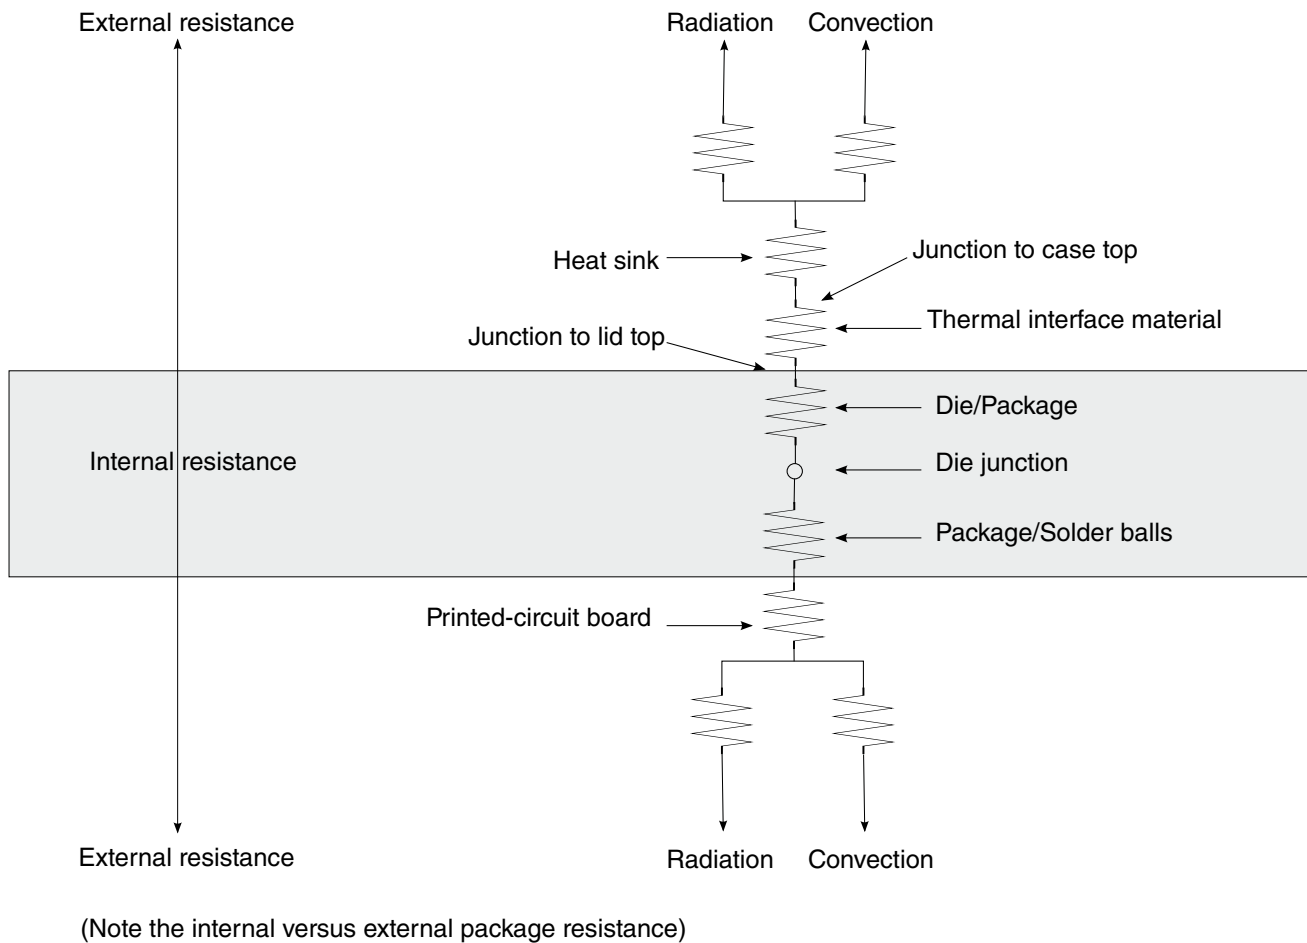 External resistance
Radiation
Convection
Heat sink
Junction to case top
Thermal interface material
Junction to lid top
Die/Package
Internal resistance
Die junction
Package/Solder balls
Printed-circuit board
External resistance
Radiation
Convection
(Note the internal versus external package resistance)